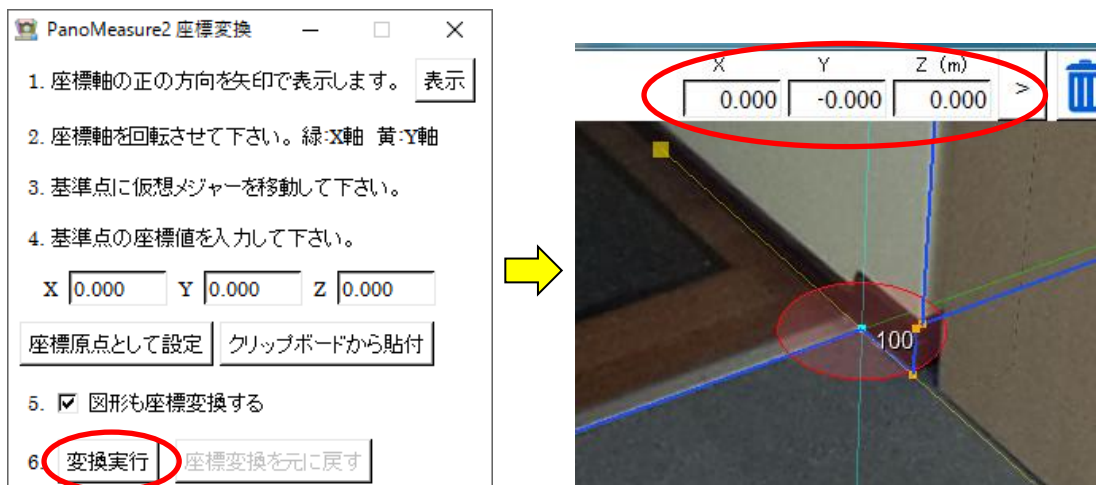 PanoMeasure2 座標変換
1. 座標軸の正の方向を矢印で表示します。 表示
2. 座標軸を回転させて下さい。緑:X軸 黄:Y軸
3. 基準点に仮想メジャーを移動して下さい。
4. 基準点の座標値を入力して下さい。
X 0.000 Y 0.000 Z 0.000
座標原点として設定 クリップボードから貼付
5. 図形も座標変換する
6. 変換実行 座標変換を元に戻す
X Y Z (m)
0.000 -0.000 0.000 >
100